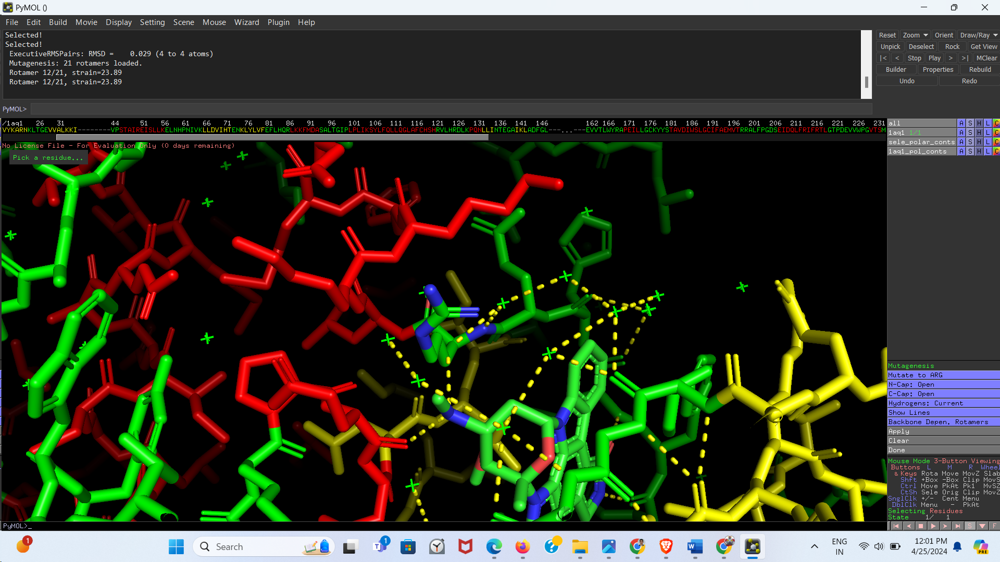 PyMOL ()
File Edit Build Movie Display Setting Scene Mouse Wizard Plugin Help
Selected!
Selected!
ExecutiveRMSPairs: RMSD =    0.029 (4 to 4 atoms)
Mutagenesis: 21 rotamers loaded.
Rotamer 12/21, strain=23.89
Rotamer 12/21, strain=23.89
Reset Zoom Orient Draw/Ray
Unpick Deselect Rock Get View
|< < Stop Play > >| MClear
Builder Properties Rebuild
Undo Redo
PyMOL>
/1aq1 26 31 44 51 56 61 66 71 76 81 86 91 96 101 106 111 116 121 126 131 136 141 146 162 166 171 176 181 186 191 196 201 206 211 216 221 226 231
VYKARNKLTGEVVALKKI--------VPSTAIREISLLKELNHPNIVKLLDVIHTENKLYLVFEFLHQRLKKFMDASALTGIPLPLIKSYLFQLLQGLAFCHSHRVLHRDLKPQNLLINTEGAIKLADFGL---...---EVVTLWYRAPEILLGCKYYSTAVDIWSLGCIFAEMVTRRALFPGDSEIDQLFRIFRTLGTPDEVVWPGVTSM
No License File - For Evaluation Only (0 days remaining)
Pick a residue...
all A S H L C
1aq1 1/1 A S H L C
sele_polar_conts A S H L C
1aq1_pol_conts A S H L C
Mutagenesis
Mutate to ARG
N-Cap: Open
C-Cap: Open
Hydrogens: Current
Show Lines
Backbone Depen. Rotamers
Apply
Clear
Done
Mouse Mode 3-Button Viewing
Buttons L M R Wheel
& Keys Rota Move MovZ Slab
Shft +Box -Box Clip MovS
Ctrl Move PkAt Pk1 MvSZ
CtSh Sele Orig Clip MovZ
SnglClk +/- Cent Menu
DblClk Menu - PkAt
Selecting Residues
State 1/ 1
S F
PyMOL>_
1
Search
1
ENG
IN
12:01 PM
4/25/2024
PRE